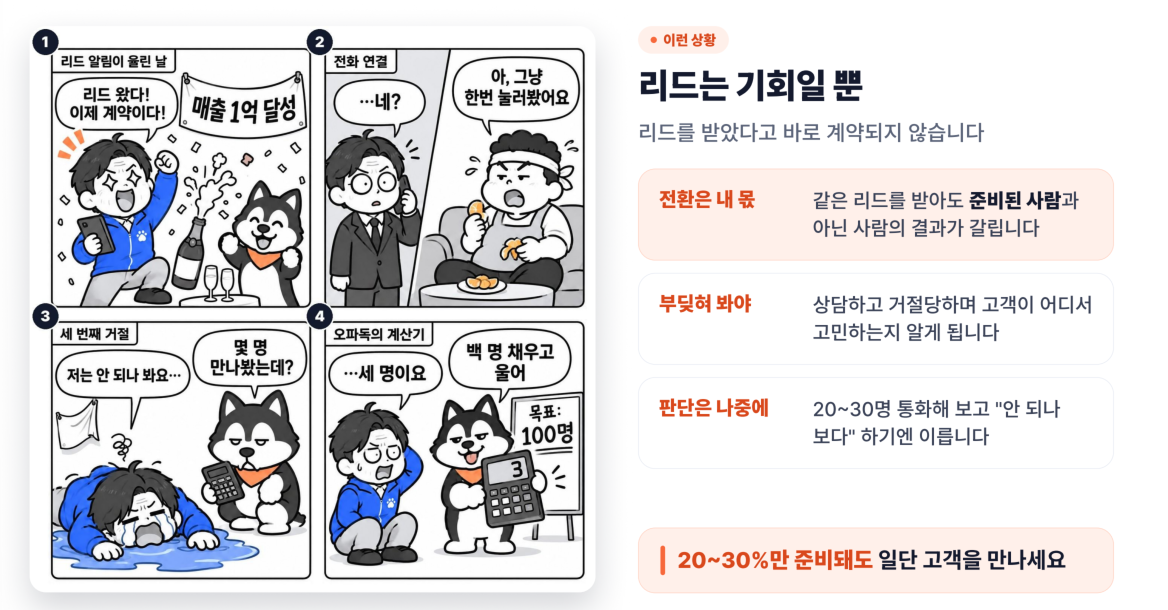 1
리드 알림이 울린 날
리드 왔다!
이제 계약이다!
매출 1억 달성
2
전화 연결
…네?
아, 그냥
한번 눌러봤어요
3
세 번째 거절
저는 안 되나 봐요…
몇 명
만나봤는데?
4
오파독의 계산기
…세 명이요
백 명 채우고
울어
목표:
100명
3
이런 상황
리드는 기회일 뿐
리드를 받았다고 바로 계약되지 않습니다
전환은 내 몫
같은 리드를 받아도 준비된 사람과
아닌 사람의 결과가 갈립니다
부딪혀 봐야
상담하고 거절당하며 고객이 어디서
고민하는지 알게 됩니다
판단은 나중에
20~30명 통화해 보고 "안 되나
보다" 하기엔 이릅니다
20~30%만 준비돼도 일단 고객을 만나세요